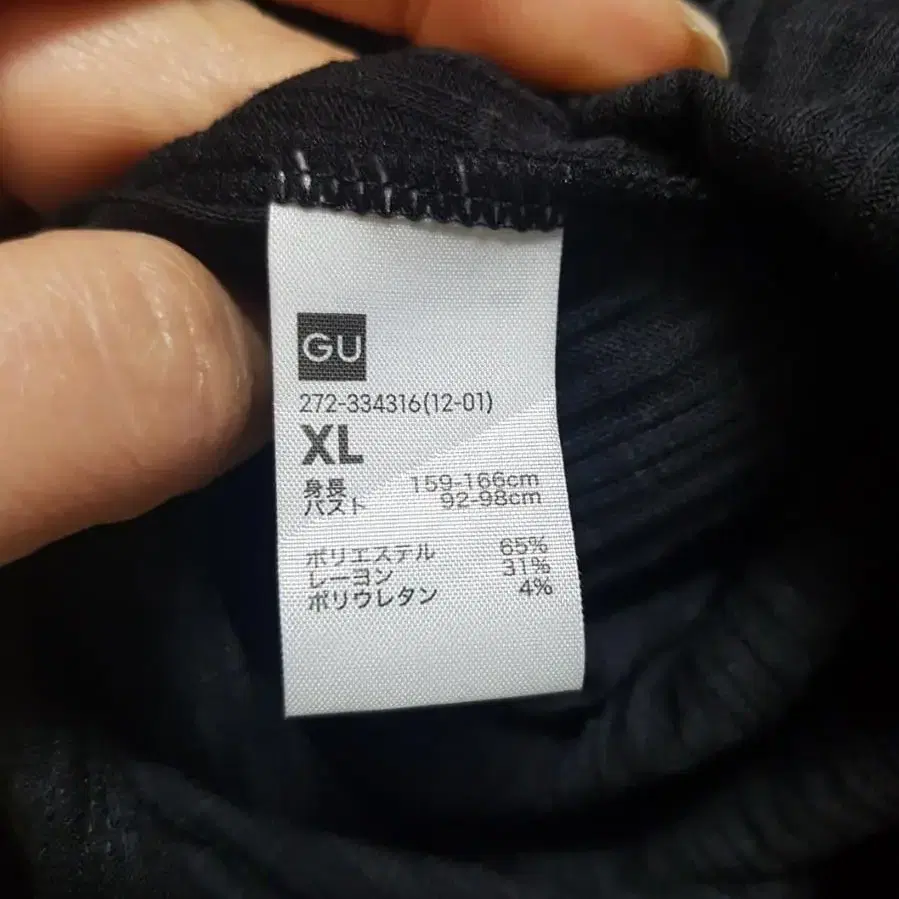 GU
272-334316(12-01)
XL
身長 159-166cm
バスト 92-98cm
ポリエステル 65%
レーヨン 31%
ポリウレタン 4%